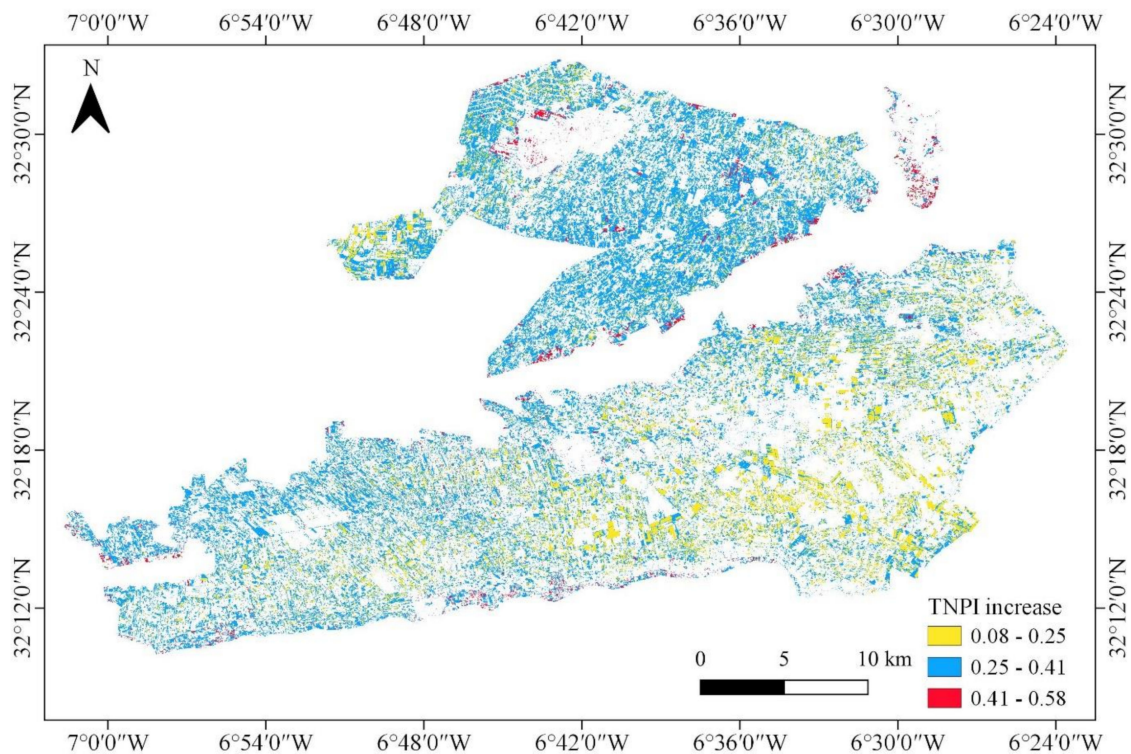 7°0'0"W 6°54'0"W 6°48'0"W 6°42'0"W 6°36'0"W 6°30'0"W 6°24'0"W
N
32°30'0"N 32°30'0"N
32°24'0"N 32°24'0"N
32°18'0"N 32°18'0"N
32°12'0"N 32°12'0"N
TNPI increase
0.08 - 0.25
0.25 - 0.41
0.41 - 0.58
0 5 10 km
7°0'0"W 6°54'0"W 6°48'0"W 6°42'0"W 6°36'0"W 6°30'0"W 6°24'0"W